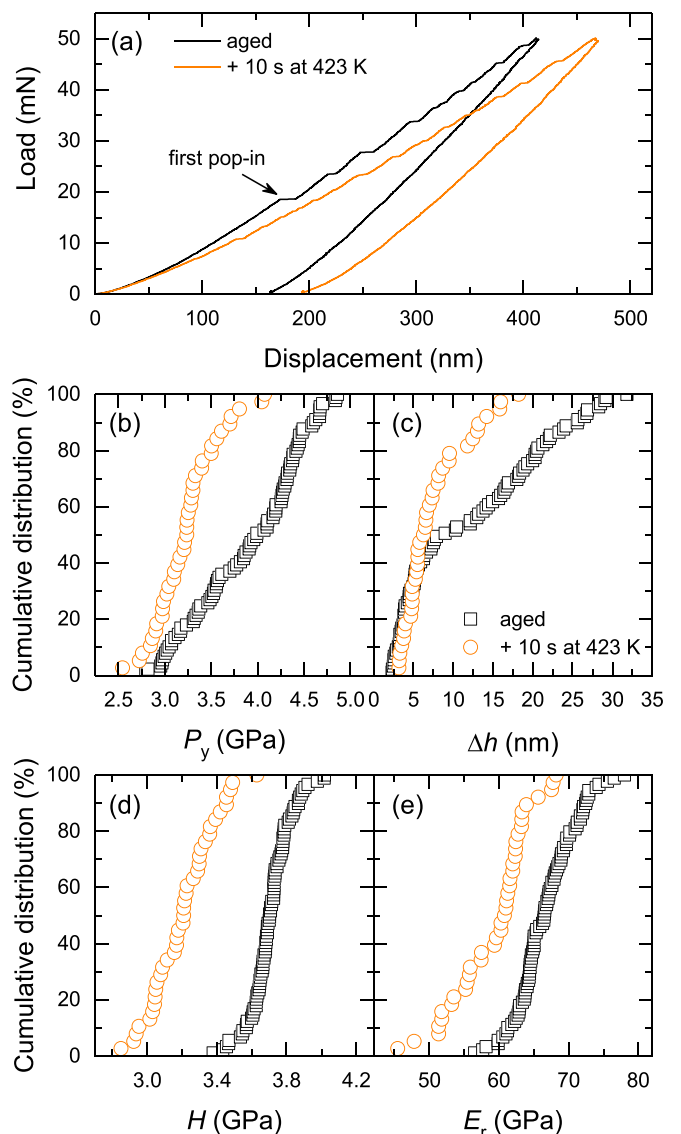 (a)
aged
+ 10 s at 423 K
first pop-in
Load (mN)
50
40
30
20
10
0
0 100 200 300 400 500
Displacement (nm)
Cumulative distribution (%)
100
80
60
40
20
0
(b)
2.5 3.0 3.5 4.0 4.5 5.0
P_y (GPa)
(c)
aged
+ 10 s at 423 K
0 5 10 15 20 25 30 35
Δh (nm)
Cumulative distribution (%)
100
80
60
40
20
0
(d)
3.0 3.4 3.8 4.2
H (GPa)
(e)
50 60 70 80
E_r (GPa)